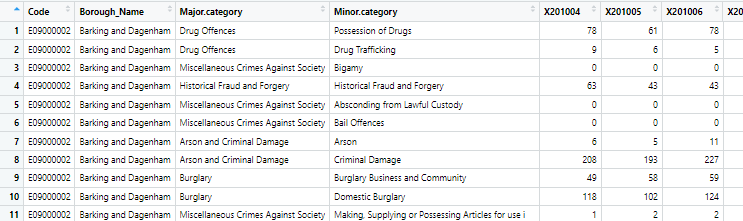 Code Borough_Name Major.category Minor.category X201004 X201005 X201006 X20
1 E09000002 Barking and Dagenham Drug Offences Possession of Drugs 78 61 78
2 E09000002 Barking and Dagenham Drug Offences Drug Trafficking 9 6 5
3 E09000002 Barking and Dagenham Miscellaneous Crimes Against Society Bigamy 0 0 0
4 E09000002 Barking and Dagenham Historical Fraud and Forgery Historical Fraud and Forgery 63 43 43
5 E09000002 Barking and Dagenham Miscellaneous Crimes Against Society Absconding from Lawful Custody 0 0 0
6 E09000002 Barking and Dagenham Miscellaneous Crimes Against Society Bail Offences 0 0 0
7 E09000002 Barking and Dagenham Arson and Criminal Damage Arson 6 5 11
8 E09000002 Barking and Dagenham Arson and Criminal Damage Criminal Damage 208 193 227
9 E09000002 Barking and Dagenham Burglary Burglary Business and Community 49 58 59
10 E09000002 Barking and Dagenham Burglary Domestic Burglary 118 102 124
11 E09000002 Barking and Dagenham Miscellaneous Crimes Against Society Making, Supplying or Possessing Articles for use i 1 2 2